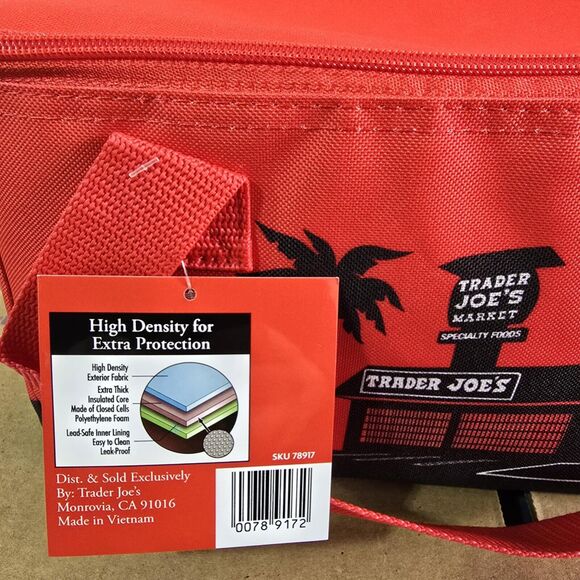 TRADER
JOE'S
MARKET
SPECIALTY FOODS
TRADER JOE'S
High Density for
Extra Protection
High Density
Exterior Fabric
Extra Thick
Insulated Core
Made of Closed Cells
Polyethylene Foam
Lead-Safe Inner Lining
Easy to Clean
Leak-Proof
SKU 78917
Dist. & Sold Exclusively
By: Trader Joe's
Monrovia, CA 91016
Made in Vietnam
0078 9172